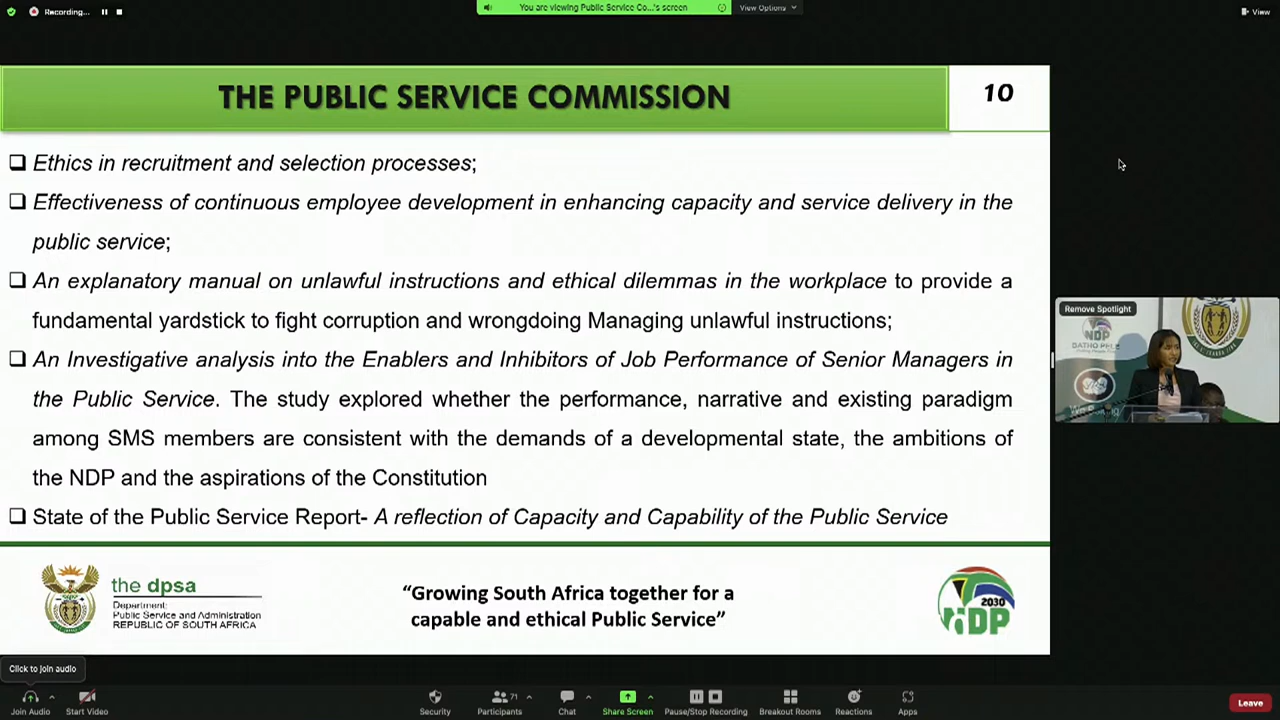 Recording...
You are viewing Public Service Co...'s screen
View Options
View
THE PUBLIC SERVICE COMMISSION
10
Ethics in recruitment and selection processes;
Effectiveness of continuous employee development in enhancing capacity and service delivery in the
public service;
An explanatory manual on unlawful instructions and ethical dilemmas in the workplace to provide a
fundamental yardstick to fight corruption and wrongdoing Managing unlawful instructions;
An Investigative analysis into the Enablers and Inhibitors of Job Performance of Senior Managers in
the Public Service. The study explored whether the performance, narrative and existing paradigm
among SMS members are consistent with the demands of a developmental state, the ambitions of
the NDP and the aspirations of the Constitution
State of the Public Service Report- A reflection of Capacity and Capability of the Public Service
Remove Spotlight
NDP
BATHO PELE
the dpsa
Department:
Public Service and Administration
REPUBLIC OF SOUTH AFRICA
“Growing South Africa together for a
capable and ethical Public Service”
2030
NDP
Click to join audio
Join Audio
Start Video
Security
Participants
71
Chat
Share Screen
Pause/Stop Recording
Breakout Rooms
Reactions
Apps
Leave